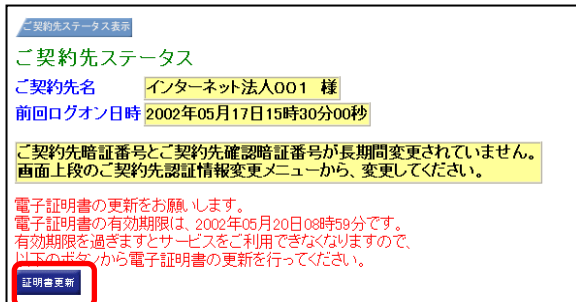 ご契約先ステータス表示
ご契約先ステータス
ご契約先名 インターネット法人001 様
前回ログオン日時 2002年05月17日15時30分00秒
ご契約先暗証番号とご契約先確認暗証番号が長期間変更されていません。
画面上段のご契約先認証情報変更メニューから、変更してください。
電子証明書の更新をお願いします。
電子証明書の有効期限は、2002年05月20日08時59分です。
有効期限を過ぎますとサービスをご利用できなくなりますので、
以下のボタンから電子証明書の更新を行ってください。
証明書更新